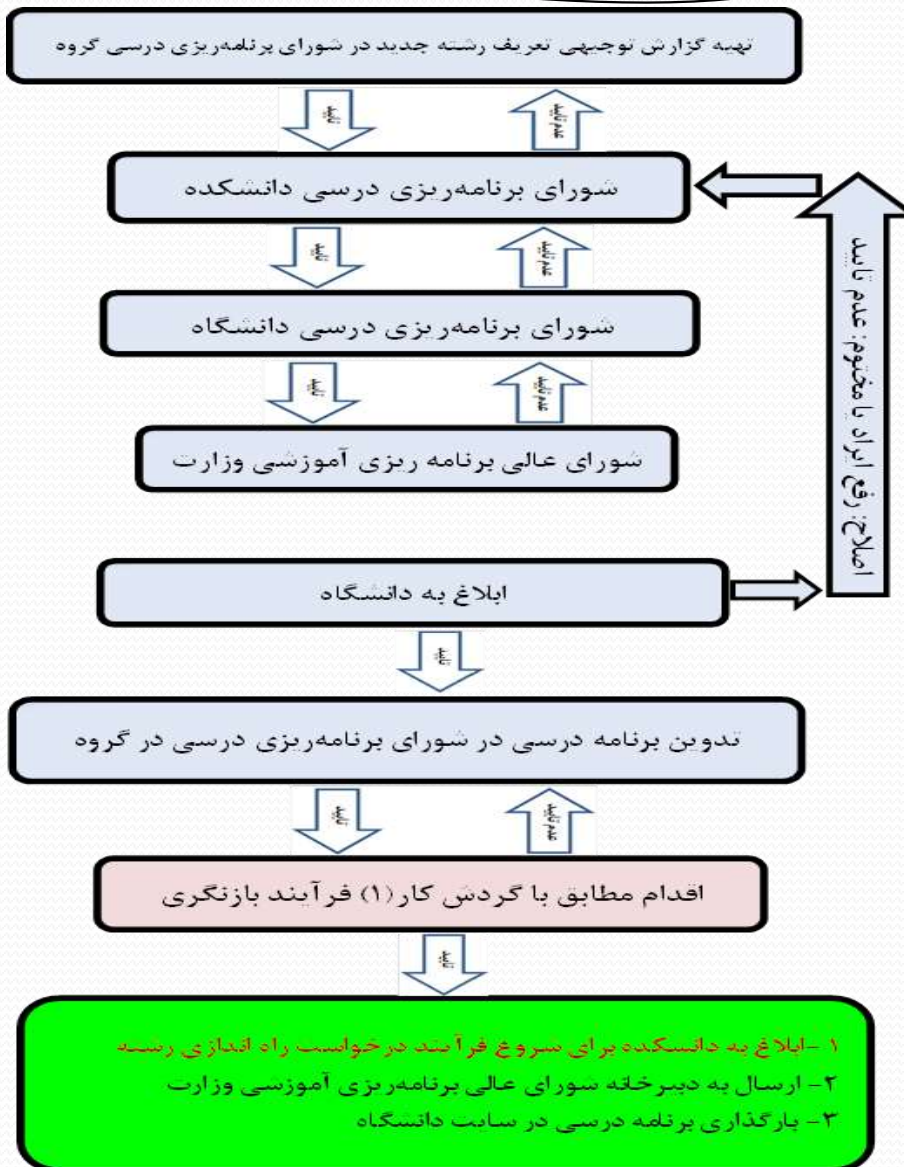 تهیه گزارش توجیهی تعریف رشته جدید در شورای برنامه‌ریزی درسی گروه
تایید
عدم تایید
شورای برنامه‌ریزی درسی دانشکده
تایید
عدم تایید
شورای برنامه‌ریزی درسی دانشگاه
تایید
عدم تایید
شورای عالی برنامه ریزی آموزشی وزارت
اصلاح: رفع ایراد یا مختوم: عدم تایید
ابلاغ به دانشگاه
تایید
تدوین برنامه درسی در شورای برنامه‌ریزی درسی در گروه
تایید
عدم تایید
اقدام مطابق با گردش کار (۱) فرآیند بازنگری
تایید
۱ -ابلاغ به دانشکده برای شروع فرآیند درخواست راه اندازی رشته
۲- ارسال به دبیرخانه شورای عالی برنامه‌ریزی آموزشی وزارت
۳- بارگذاری برنامه درسی در سایت دانشگاه